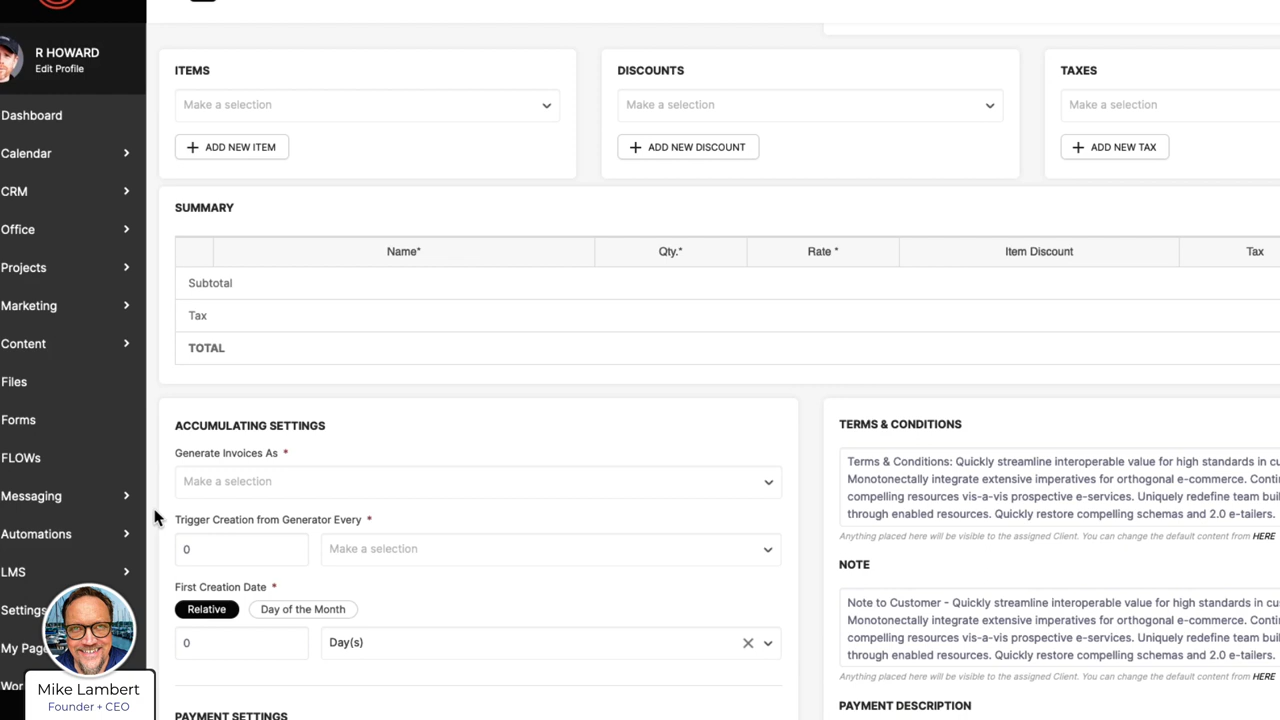 R HOWARD
Edit Profile
Dashboard
Calendar
CRM
Office
Projects
Marketing
Content
Files
Forms
FLOWs
Messaging
Automations
LMS
Settings
My Page
Wor
Mike Lambert
Founder + CEO
ITEMS
Make a selection
ADD NEW ITEM
DISCOUNTS
Make a selection
ADD NEW DISCOUNT
TAXES
Make a selection
ADD NEW TAX
SUMMARY
Name* Qty.* Rate * Item Discount Tax
Subtotal
Tax
TOTAL
ACCUMULATING SETTINGS
Generate Invoices As *
Make a selection
Trigger Creation from Generator Every *
0 Make a selection
First Creation Date *
Relative Day of the Month
0 Day(s)
PAYMENT SETTINGS
TERMS & CONDITIONS
Terms & Conditions: Quickly streamline interoperable value for high standards in cu
Monotonectally integrate extensive imperatives for orthogonal e-commerce. Conti
compelling resources vis-a-vis prospective e-services. Uniquely redefine team buil
through enabled resources. Quickly restore compelling schemas and 2.0 e-tailers.
Anything placed here will be visible to the assigned Client. You can change the default content from HERE
NOTE
Note to Customer - Quickly streamline interoperable value for high standards in cu
Monotonectally integrate extensive imperatives for orthogonal e-commerce. Conti
compelling resources vis-a-vis prospective e-services. Uniquely redefine team buil
through enabled resources. Quickly restore compelling schemas and 2.0 e-tailers.
Anything placed here will be visible to the assigned Client. You can change the default content from HERE
PAYMENT DESCRIPTION